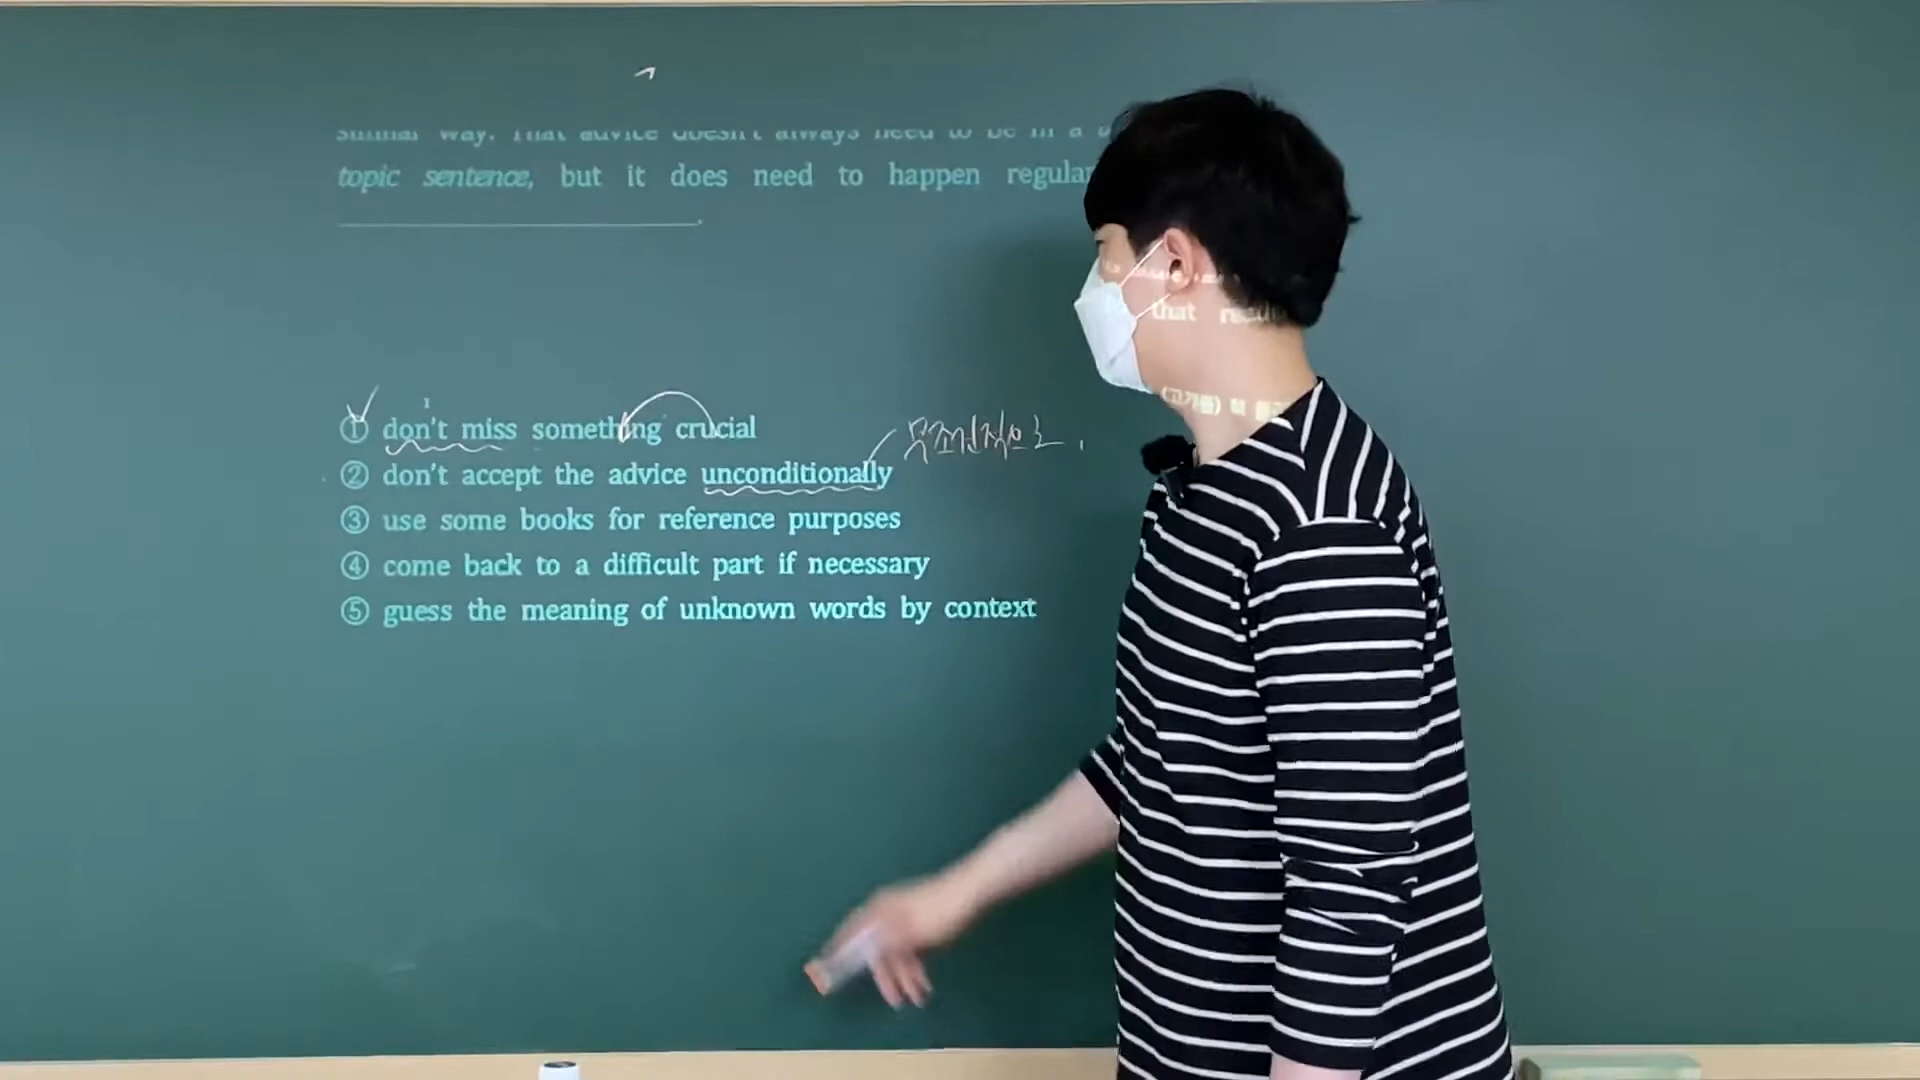 way. That advice doesn't always need to be in a
topic sentence, but it does need to happen
that
① don't miss something crucial
무조건적으로.
② don't accept the advice unconditionally
③ use some books for reference purposes
④ come back to a difficult part if necessary
⑤ guess the meaning of unknown words by context